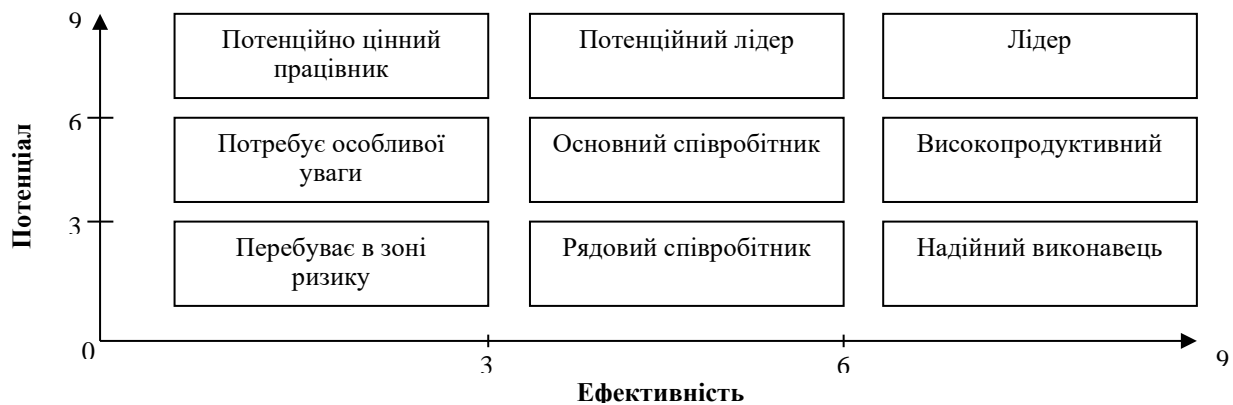 9
Потенційно цінний
працівник
Потенційний лідер
Лідер
6
Потребує особливої
уваги
Основний співробітник
Високопродуктивний
Потенціал
3
Перебуває в зоні
ризику
Рядовий співробітник
Надійний виконавець
0
3
6
9
Ефективність